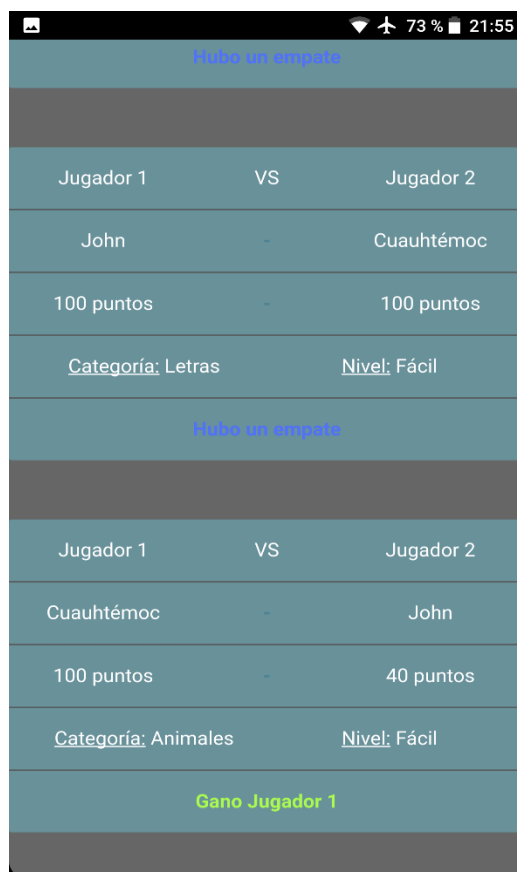 73 % 21:55
Hubo un empate
Jugador 1 VS Jugador 2
John - Cuauhtémoc
100 puntos - 100 puntos
Categoría: Letras Nivel: Fácil
Hubo un empate
Jugador 1 VS Jugador 2
Cuauhtémoc - John
100 puntos - 40 puntos
Categoría: Animales Nivel: Fácil
Gano Jugador 1